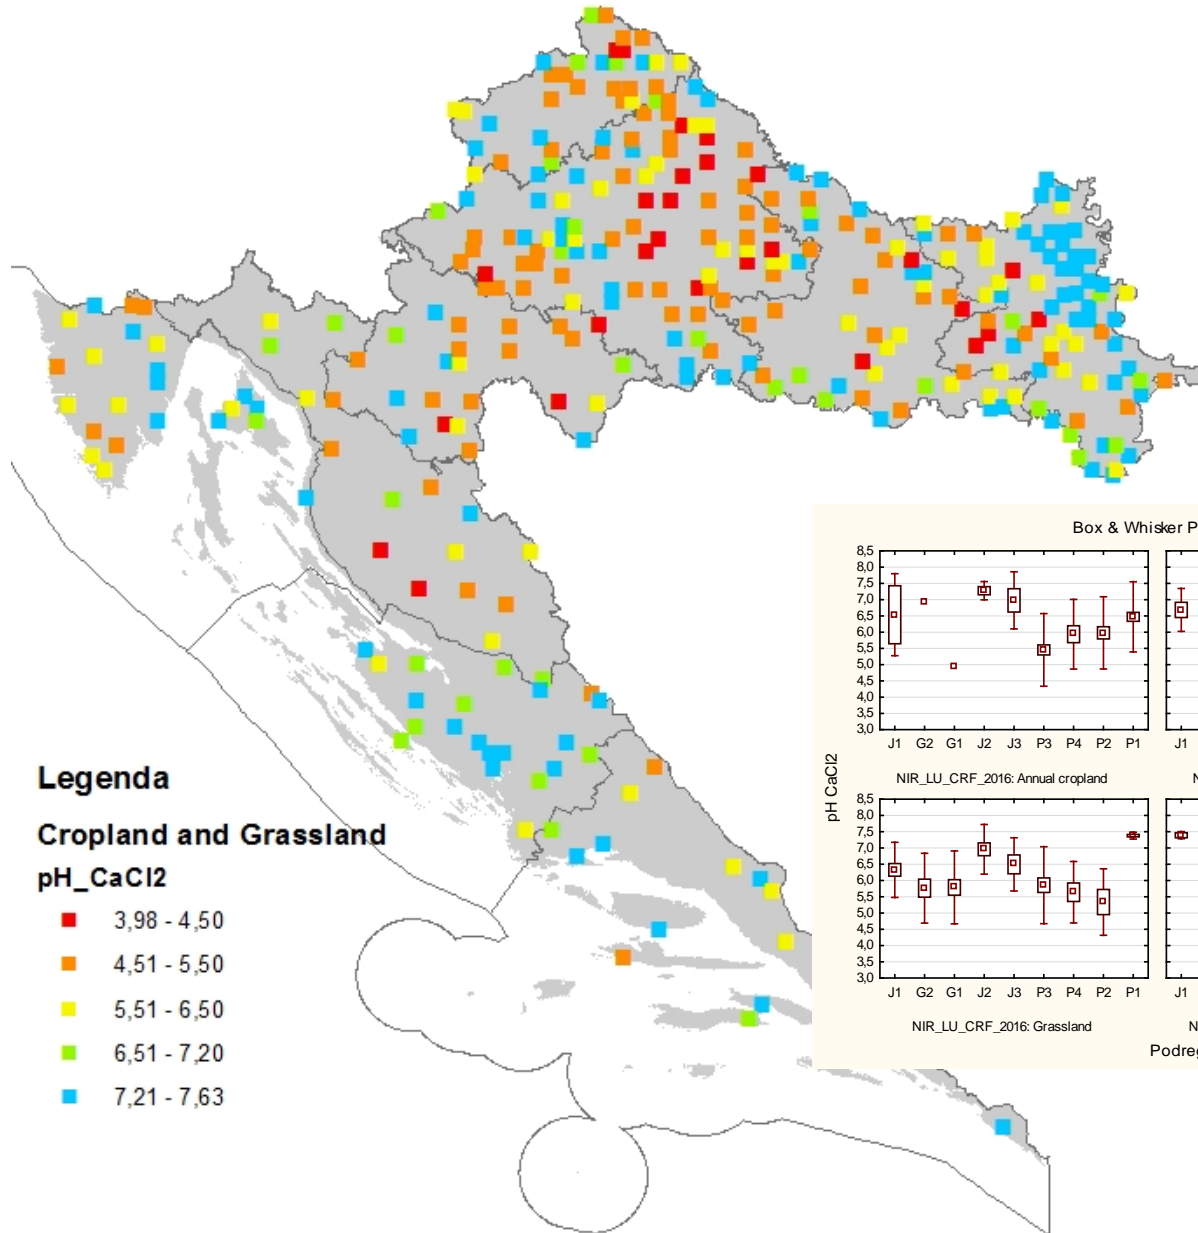 Legenda
Cropland and Grassland
pH_CaCl2
3,98 - 4,50
4,51 - 5,50
5,51 - 6,50
6,51 - 7,20
7,21 - 7,63
Box & Whisker P
pH CaCl2
8,5
8,0
7,5
7,0
6,5
6,0
5,5
5,0
4,5
4,0
3,5
3,0
J1 G2 G1 J2 J3 P3 P4 P2 P1
J1
NIR_LU_CRF_2016: Annual cropland
N
8,5
8,0
7,5
7,0
6,5
6,0
5,5
5,0
4,5
4,0
3,5
3,0
J1 G2 G1 J2 J3 P3 P4 P2 P1
J1
NIR_LU_CRF_2016: Grassland
N
Podreg